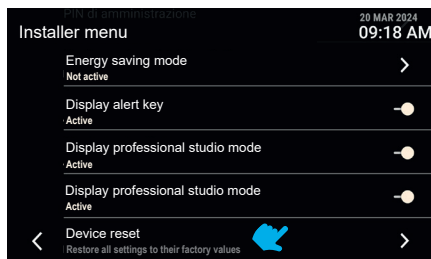 PIN di amministrazione
20 MAR 2024
Installer menu
09:18 AM
Energy saving mode
Not active
Display alert key
Active
Display professional studio mode
Active
Display professional studio mode
Active
Device reset
Restore all settings to their factory values